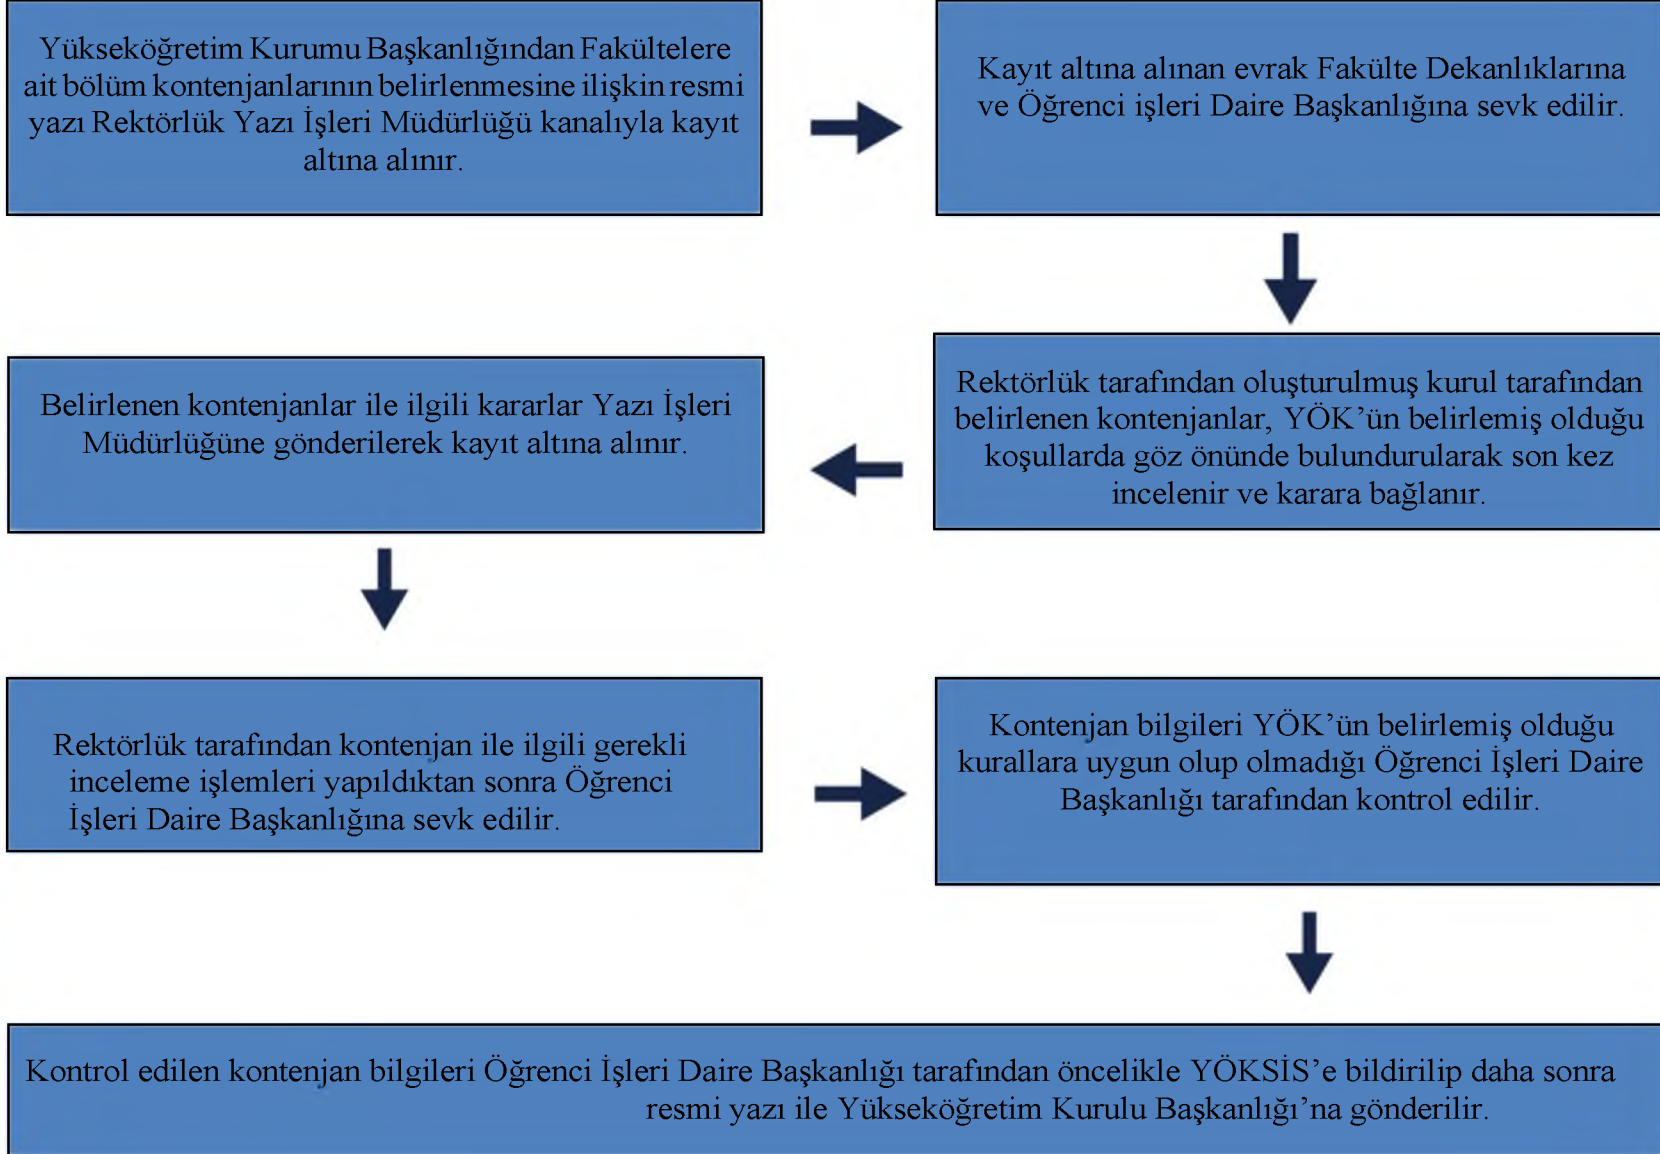 Yükseköğretim Kurumu Başkanlığından Fakültelere
ait bölüm kontenjanlarının belirlenmesine ilişkin resmi
yazı Rektörlük Yazı İşleri Müdürlüğü kanalıyla kayıt
altına alınır.
Kayıt altına alınan evrak Fakülte Dekanlıklarına
ve Öğrenci işleri Daire Başkanlığına sevk edilir.
Rektörlük tarafından oluşturulmuş kurul tarafından
belirlenen kontenjanlar, YÖK’ün belirlemiş olduğu
koşullarda göz önünde bulundurularak son kez
incelenir ve karara bağlanır.
Belirlenen kontenjanlar ile ilgili kararlar Yazı İşleri
Müdürlüğüne gönderilerek kayıt altına alınır.
Rektörlük tarafından kontenjan ile ilgili gerekli
inceleme işlemleri yapıldıktan sonra Öğrenci
İşleri Daire Başkanlığına sevk edilir.
Kontenjan bilgileri YÖK’ün belirlemiş olduğu
kurallara uygun olup olmadığı Öğrenci İşleri Daire
Başkanlığı tarafından kontrol edilir.
Kontrol edilen kontenjan bilgileri Öğrenci İşleri Daire Başkanlığı tarafından öncelikle YÖKSİS’e bildirilip daha sonra
resmi yazı ile Yükseköğretim Kurulu Başkanlığı’na gönderilir.